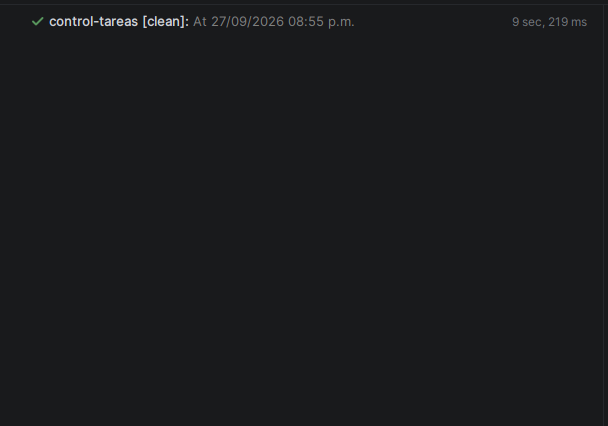 control-tareas [clean]: At 27/09/2026 08:55 p.m. 9 sec, 219 ms